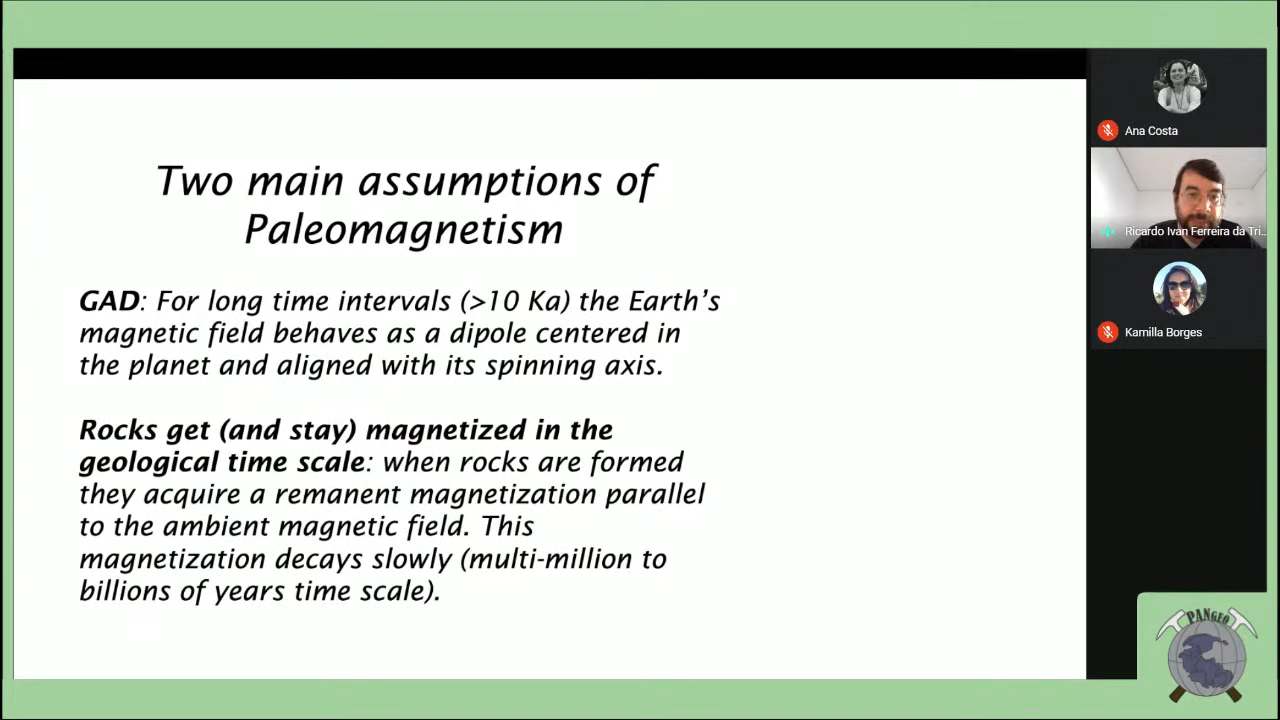 Two main assumptions of
Paleomagnetism
GAD: For long time intervals (>10 Ka) the Earth's
magnetic field behaves as a dipole centered in
the planet and aligned with its spinning axis.
Rocks get (and stay) magnetized in the
geological time scale: when rocks are formed
they acquire a remanent magnetization parallel
to the ambient magnetic field. This
magnetization decays slowly (multi-million to
billions of years time scale).
Ana Costa
Ricardo Ivan Ferreira da Tri...
Kamilla Borges
PANGEO